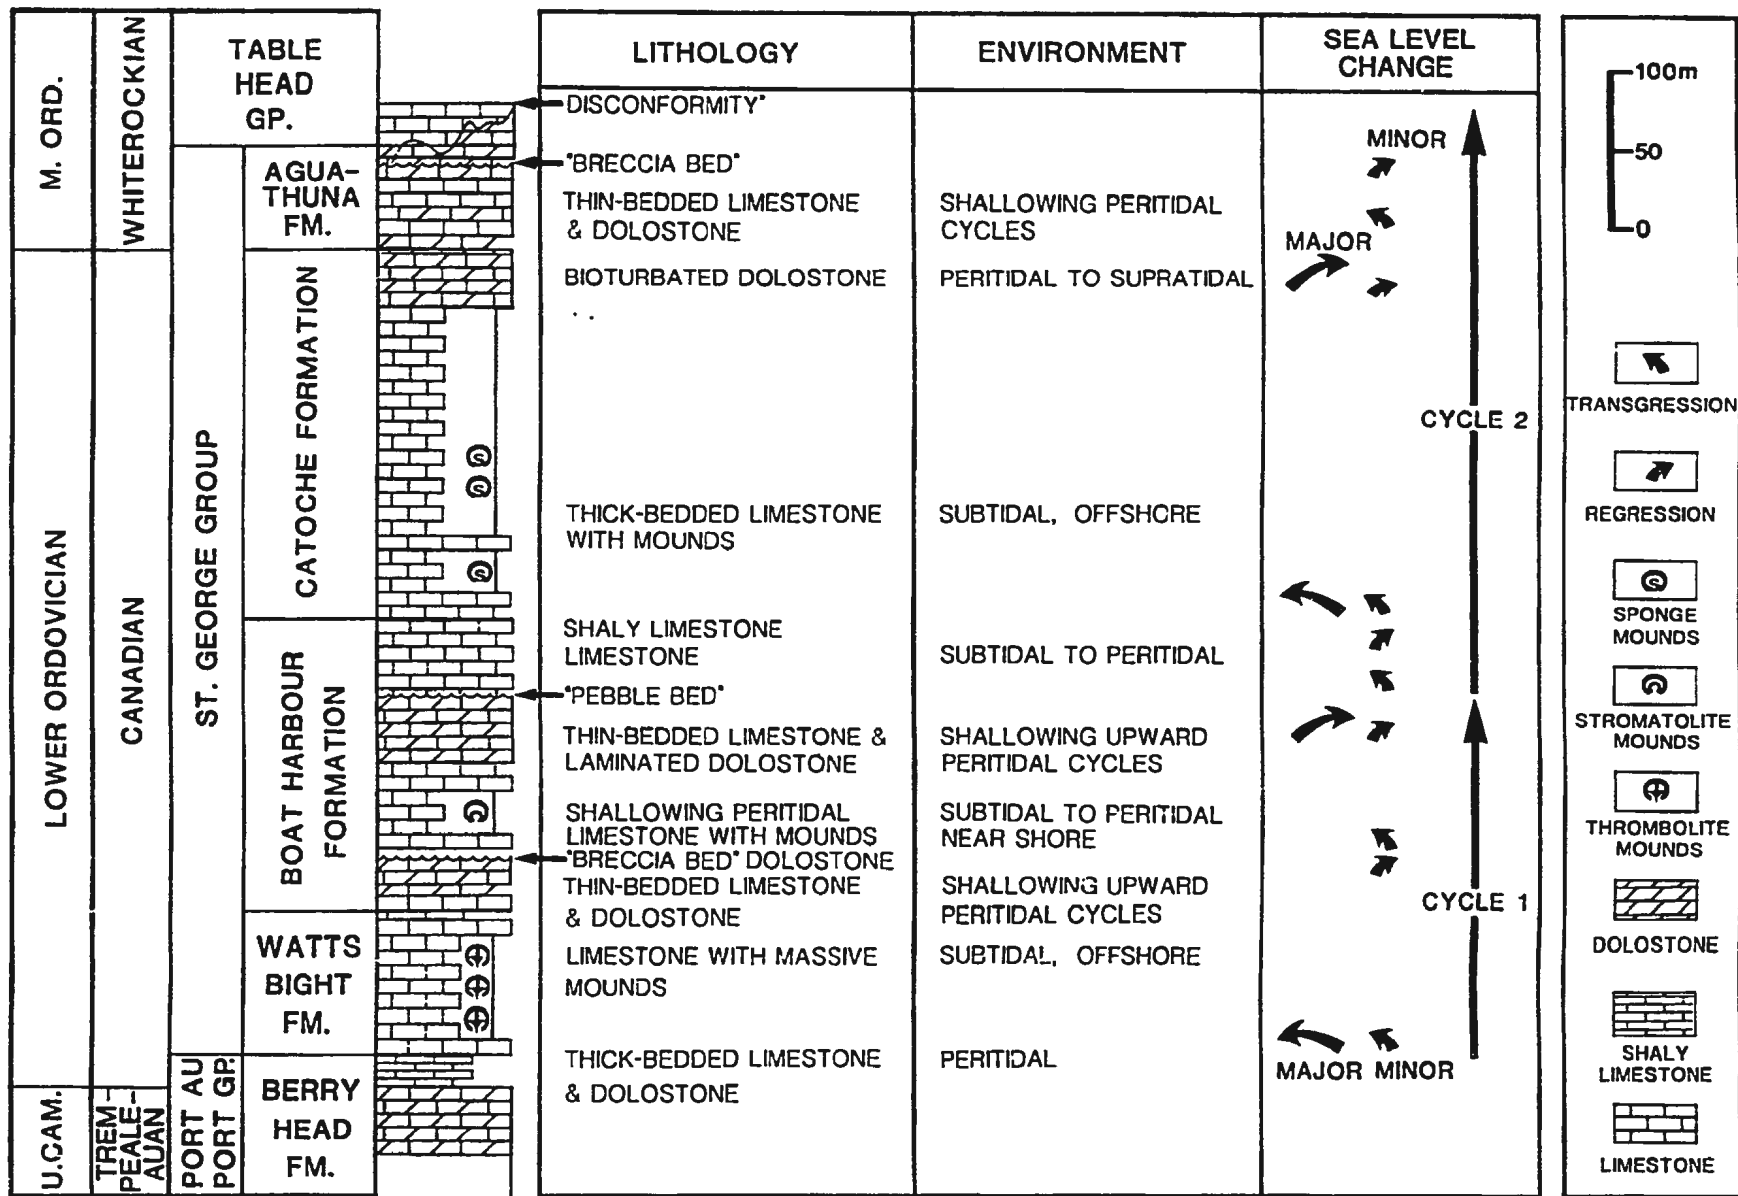 M. ORD.
LOWER ORDOVICIAN
U.CAM.
WHITEROCKIAN
CANADIAN
TREM-
PEALE-
AUAN
TABLE
HEAD
GP.
ST. GEORGE GROUP
PORT AU
PORT GP.
AGUA-
THUNA
FM.
CATOCHE FORMATION
BOAT HARBOUR
FORMATION
WATTS
BIGHT
FM.
BERRY
HEAD
FM.
LITHOLOGY
DISCONFORMITY"
"BRECCIA BED"
THIN-BEDDED LIMESTONE
& DOLOSTONE
BIOTURBATED DOLOSTONE
THICK-BEDDED LIMESTONE
WITH MOUNDS
SHALY LIMESTONE
LIMESTONE
"PEBBLE BED"
THIN-BEDDED LIMESTONE &
LAMINATED DOLOSTONE
SHALLOWING PERITIDAL
LIMESTONE WITH MOUNDS
"BRECCIA BED" DOLOSTONE
THIN-BEDDED LIMESTONE
& DOLOSTONE
LIMESTONE WITH MASSIVE
MOUNDS
THICK-BEDDED LIMESTONE
& DOLOSTONE
ENVIRONMENT
SHALLOWING PERITIDAL
CYCLES
PERITIDAL TO SUPRATIDAL
SUBTIDAL, OFFSHORE
SUBTIDAL TO PERITIDAL
SHALLOWING UPWARD
PERITIDAL CYCLES
SUBTIDAL TO PERITIDAL
NEAR SHORE
SHALLOWING UPWARD
PERITIDAL CYCLES
SUBTIDAL, OFFSHORE
PERITIDAL
SEA LEVEL
CHANGE
MINOR
MAJOR
CYCLE 2
CYCLE 1
MAJOR MINOR
100m
50
0
TRANSGRESSION
REGRESSION
SPONGE
MOUNDS
STROMATOLITE
MOUNDS
THROMBOLITE
MOUNDS
DOLOSTONE
SHALY
LIMESTONE
LIMESTONE